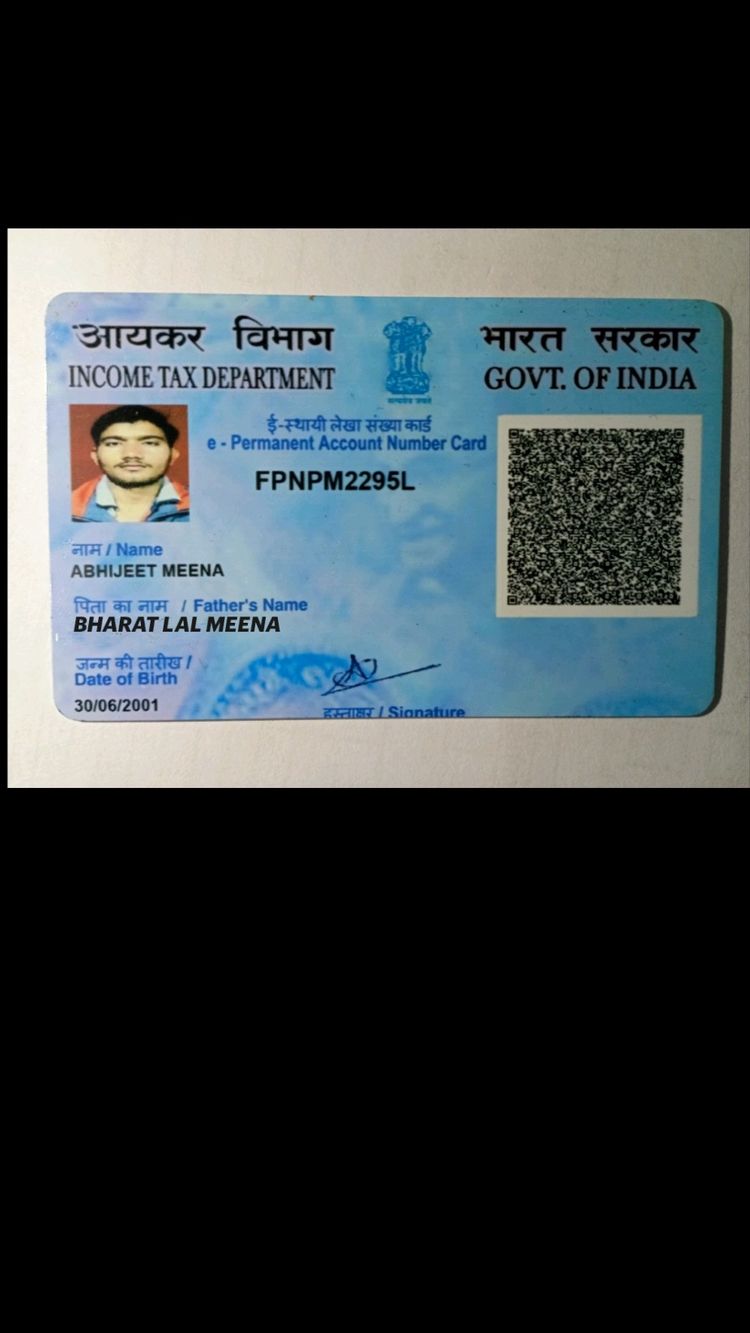 आयकर विभाग
INCOME TAX DEPARTMENT
सत्यमेव जयते
भारत सरकार
GOVT. OF INDIA
ई-स्थायी लेखा संख्या कार्ड
e - Permanent Account Number Card
FPNPM2295L
नाम / Name
ABHIJEET MEENA
पिता का नाम / Father's Name
BHARAT LAL MEENA
जन्म की तारीख /
Date of Birth
30/06/2001
हस्ताक्षर / Signature